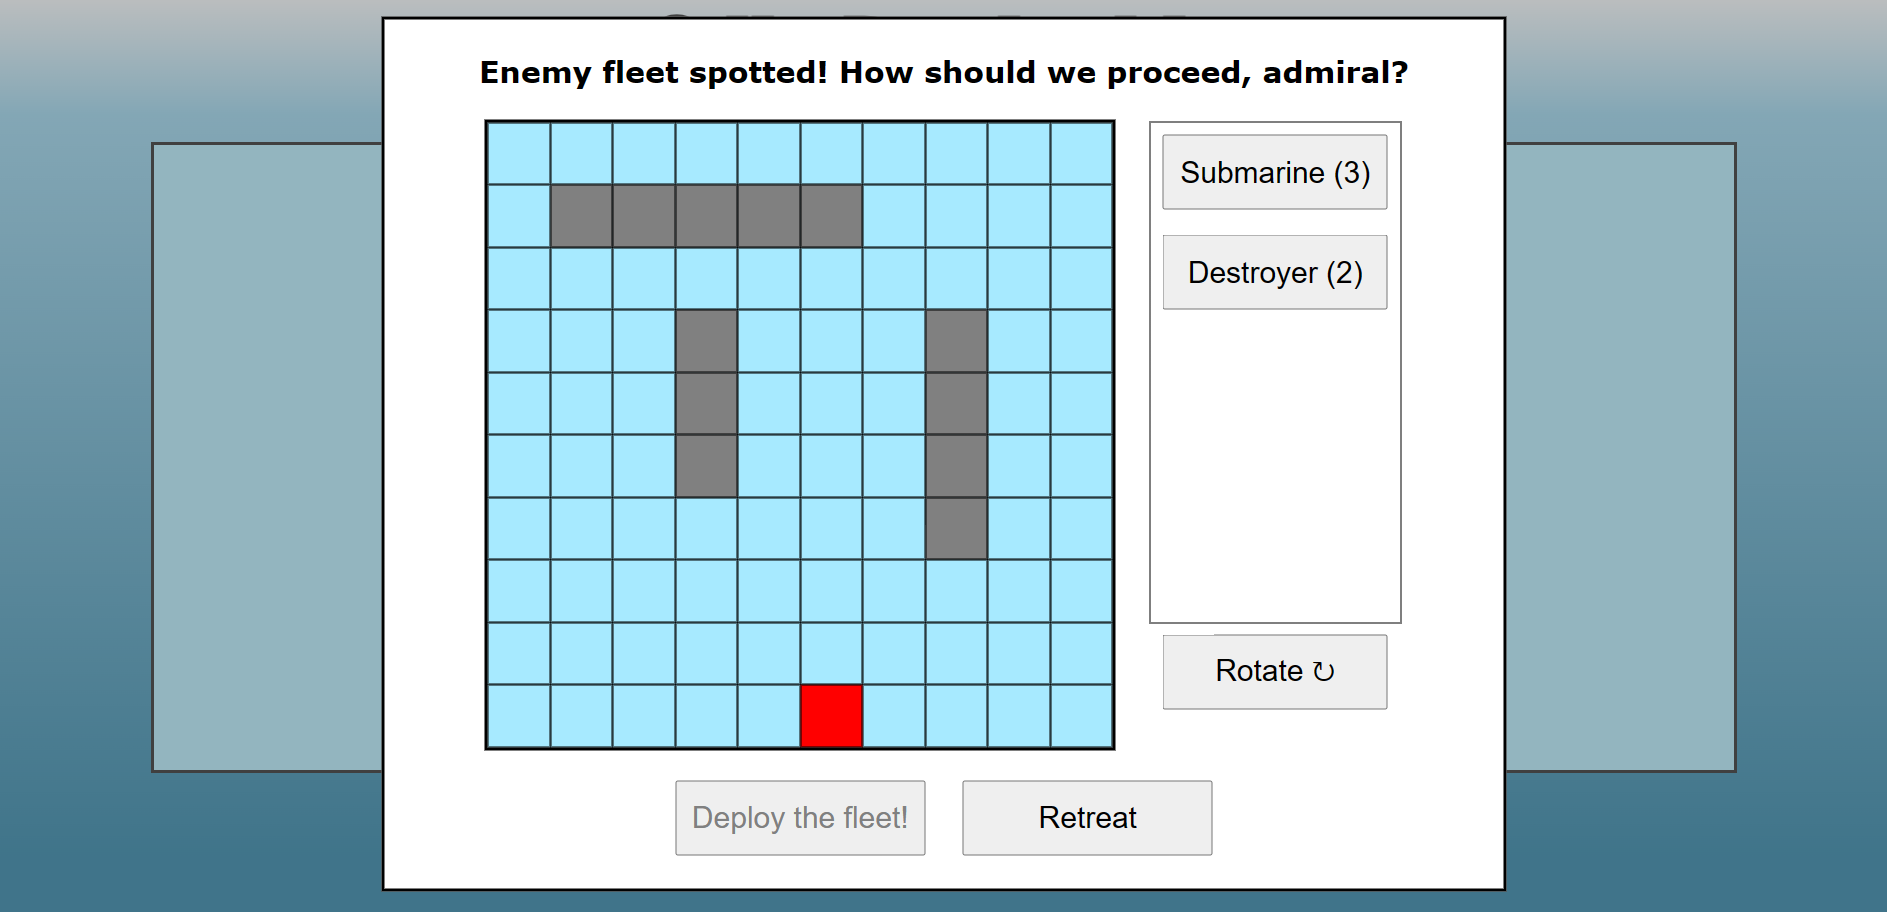 Enemy fleet spotted! How should we proceed, admiral?
Submarine (3)
Destroyer (2)
Rotate ↻
Deploy the fleet!
Retreat